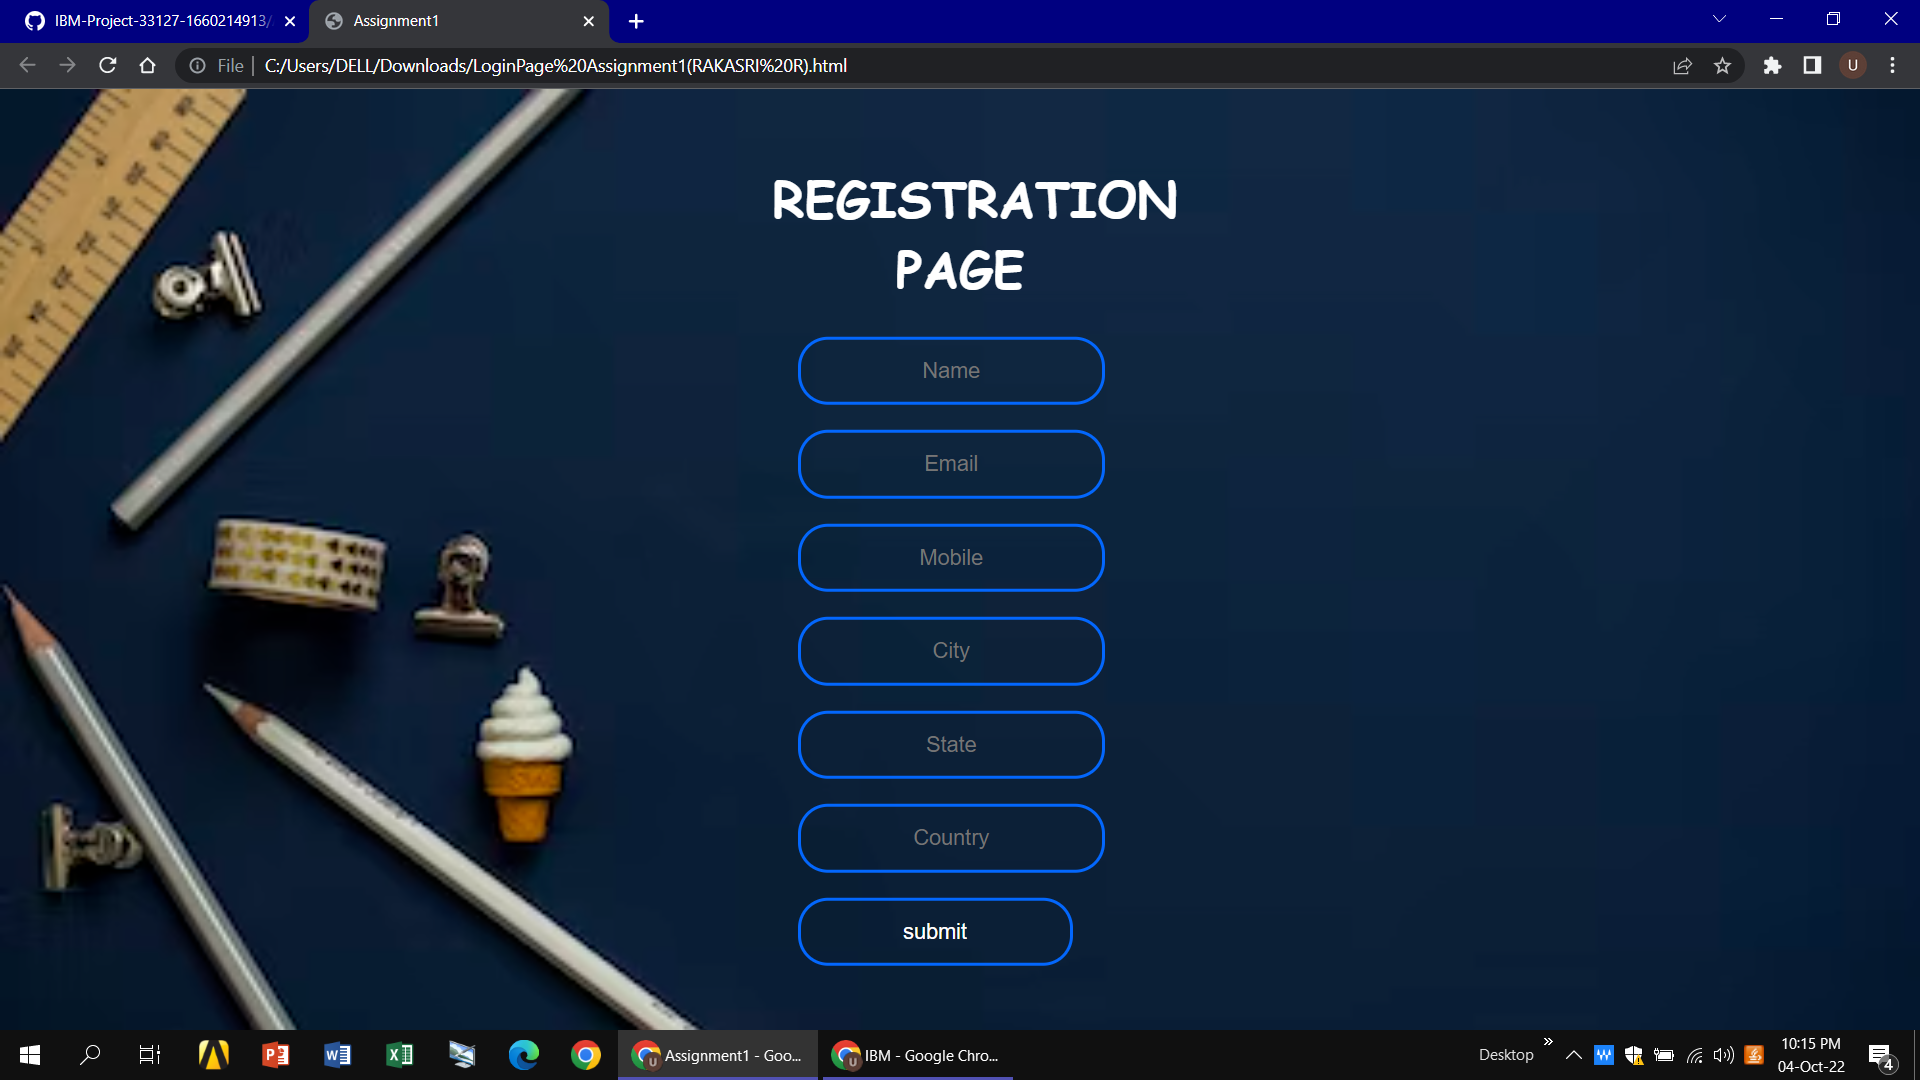 IBM-Project-33127-1660214913/
Assignment1
File
C:/Users/DELL/Downloads/LoginPage%20Assignment1(RAKASRI%20R).html
U
REGISTRATION
PAGE
Name
Email
Mobile
City
State
Country
submit
Assignment1 - Goo...
IBM - Google Chro...
Desktop
10:15 PM
04-Oct-22
4